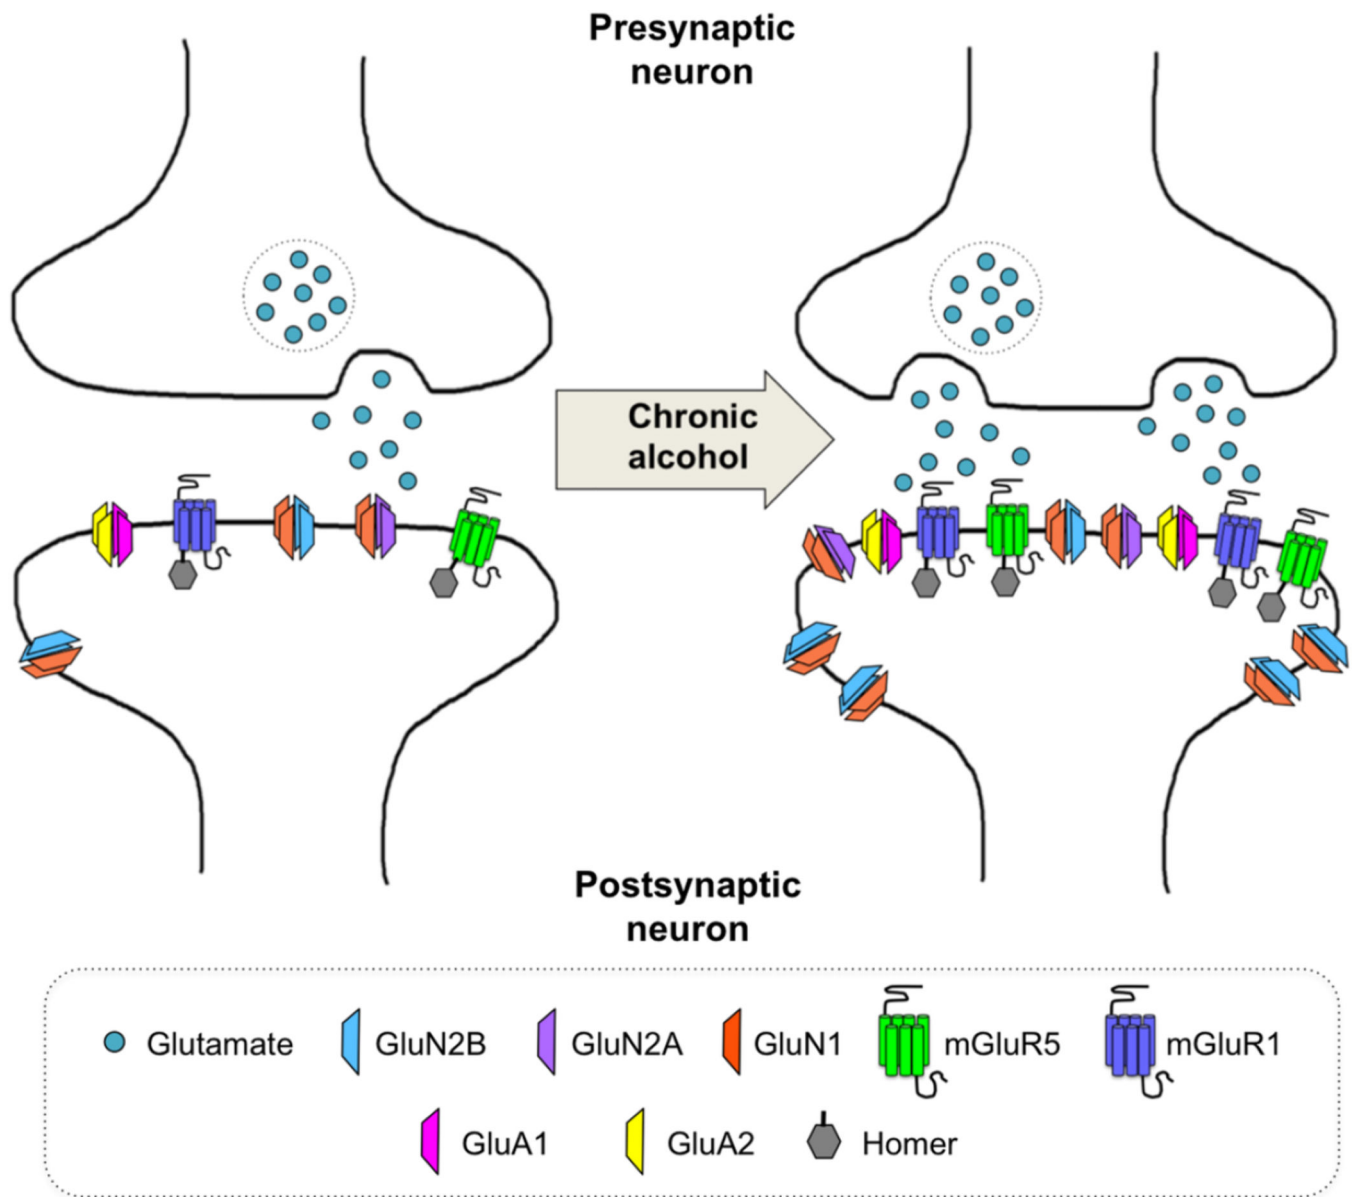 Presynaptic
neuron
Chronic
alcohol
Postsynaptic
neuron
Glutamate
GluN2B
GluN2A
GluN1
mGluR5
mGluR1
GluA1
GluA2
Homer